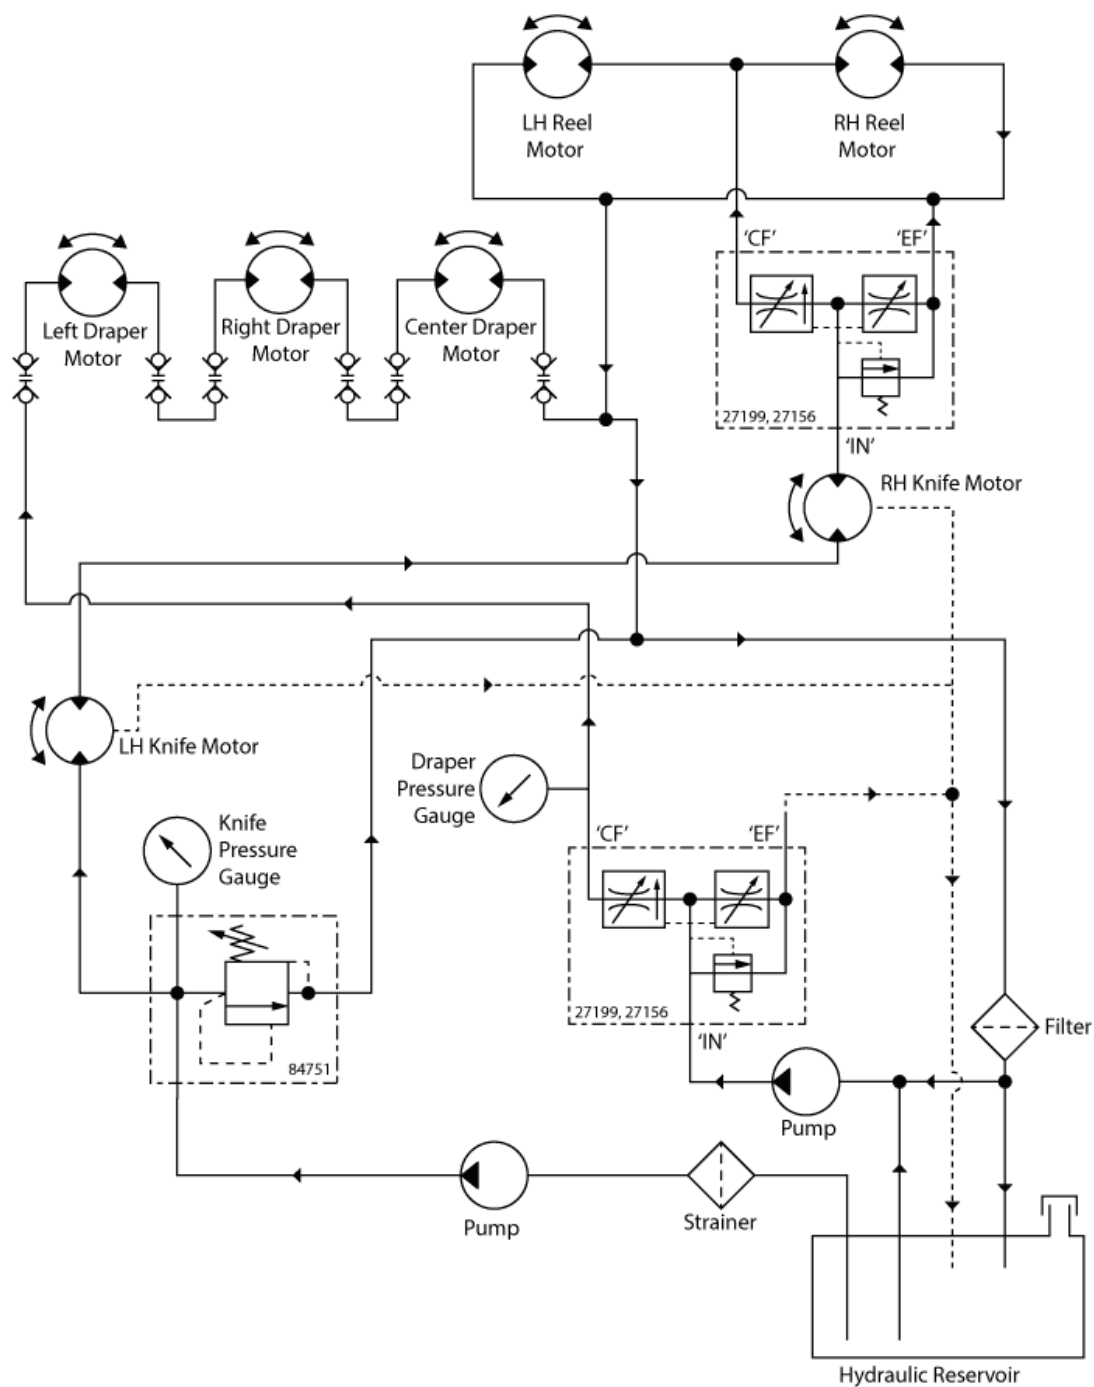 LH Reel
Motor
RH Reel
Motor
'CF'
'EF'
Left Draper
Motor
Right Draper
Motor
Center Draper
Motor
27199, 27156
'IN'
RH Knife Motor
LH Knife Motor
Draper
Pressure
Gauge
Knife
Pressure
Gauge
'CF'
'EF'
27199, 27156
'IN'
84751
Filter
Pump
Pump
Strainer
Hydraulic Reservoir